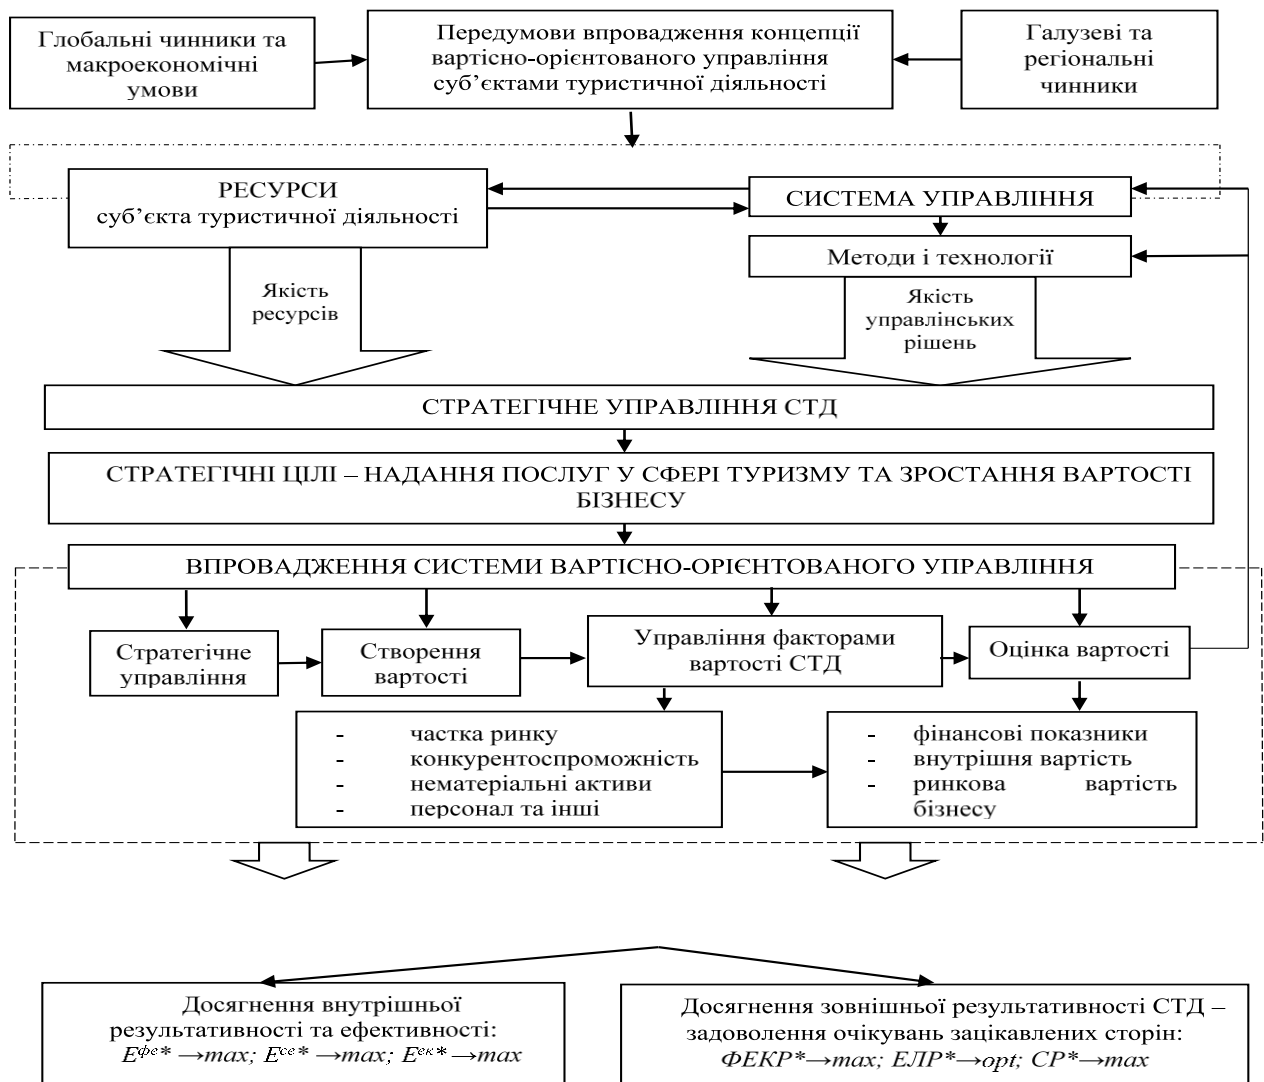 Глобальні чинники та
макроекономічні
умови
Передумови впровадження концепції
вартісно-орієнтованого управління
суб’єктами туристичної діяльності
Галузеві та
регіональні
чинники
РЕСУРСИ
суб’єкта туристичної діяльності
СИСТЕМА УПРАВЛІННЯ
Методи і технології
Якість
ресурсів
Якість
управлінських
рішень
СТРАТЕГІЧНЕ УПРАВЛІННЯ СТД
СТРАТЕГІЧНІ ЦІЛІ – НАДАННЯ ПОСЛУГ У СФЕРІ ТУРИЗМУ ТА ЗРОСТАННЯ ВАРТОСТІ
БІЗНЕСУ
ВПРОВАДЖЕННЯ СИСТЕМИ ВАРТІСНО-ОРІЄНТОВАНОГО УПРАВЛІННЯ
Стратегічне
управління
Створення
вартості
Управління факторами
вартості СТД
Оцінка вартості
- частка ринку
- конкурентоспроможність
- нематеріальні активи
- персонал та інші
- фінансові показники
- внутрішня вартість
- ринкова вартість
бізнесу
Досягнення внутрішньої
результативності та ефективності:
Eфе* →max; Eсе* →max; Eек* →max
Досягнення зовнішньої результативності СТД –
задоволення очікувань зацікавлених сторін:
ФЕКР*→max; ЕЛР*→opt; СР*→max